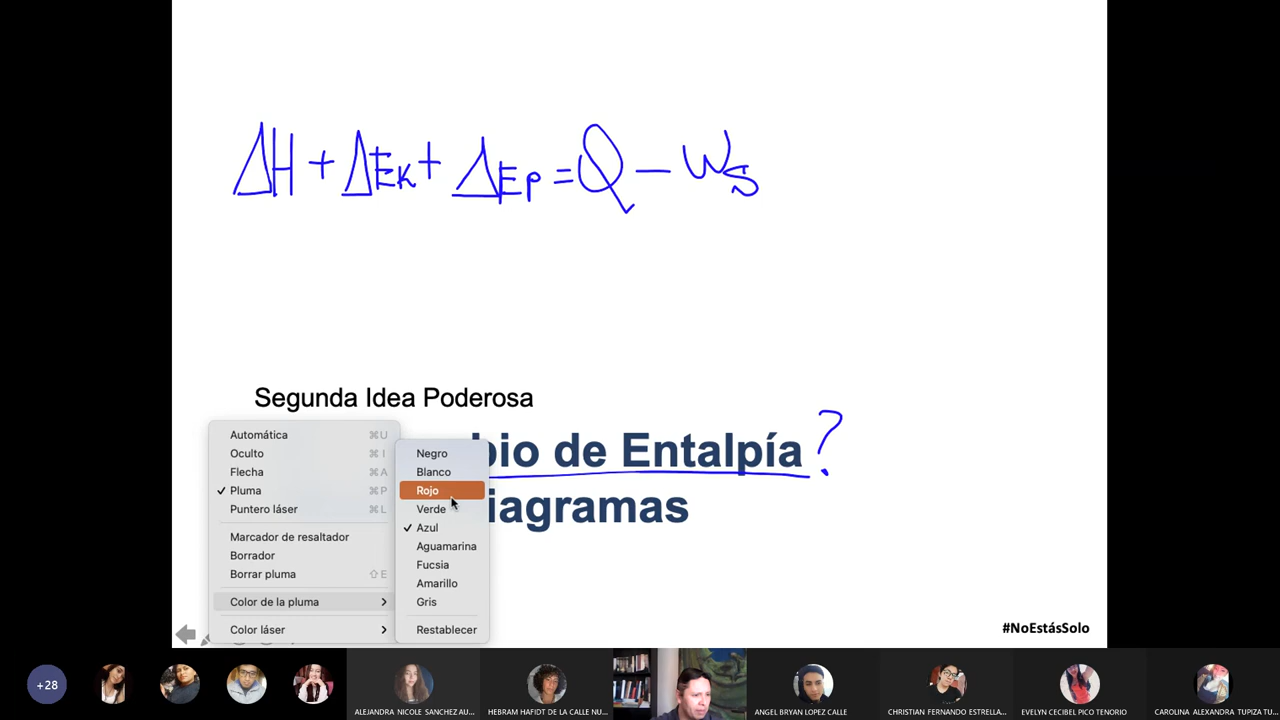 ΔH + ΔEK + ΔEP = Q – WS
Segunda Idea Poderosa
bio de Entalpía?
iagramas
Automática ⌘U
Oculto ⌘I
Flecha ⌘A
✓ Pluma ⌘P
Puntero láser ⌘L
Marcador de resaltador
Borrador
Borrar pluma ⇧E
Color de la pluma >
Color láser >
Negro
Blanco
Rojo
Verde
✓ Azul
Aguamarina
Fucsia
Amarillo
Gris
Restablecer
#NoEstásSolo
+28
ALEJANDRA NICOLE SANCHEZ AU...
HEBRAM HAFIDT DE LA CALLE NU...
ANGEL BRYAN LOPEZ CALLE
CHRISTIAN FERNANDO ESTRELLA...
EVELYN CECIBEL PICO TENORIO
CAROLINA ALEXANDRA TUPIZA TU...